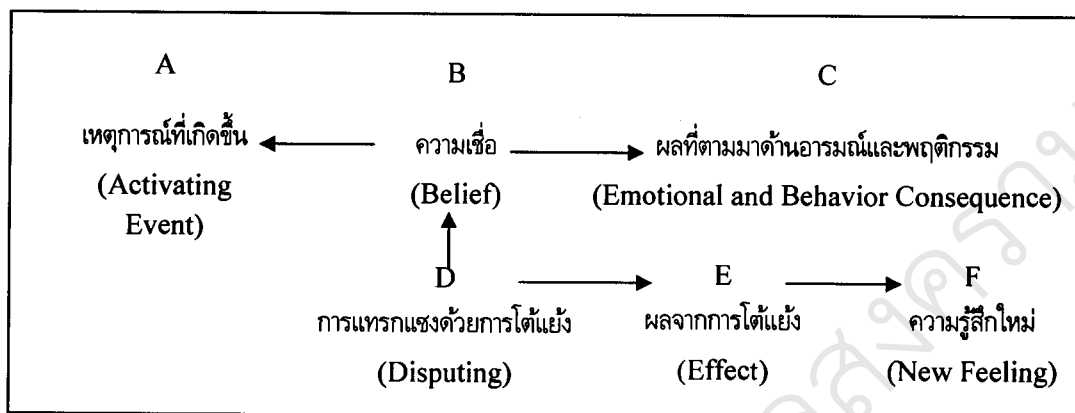 A B C
เหตุการณ์ที่เกิดขึ้น ความเชื่อ ผลที่ตามมาด้านอารมณ์และพฤติกรรม
(Activating (Belief) (Emotional and Behavior Consequence)
Event)
D E F
การแทรกแซงด้วยการโต้แย้ง ผลจากการโต้แย้ง ความรู้สึกใหม่
(Disputing) (Effect) (New Feeling)